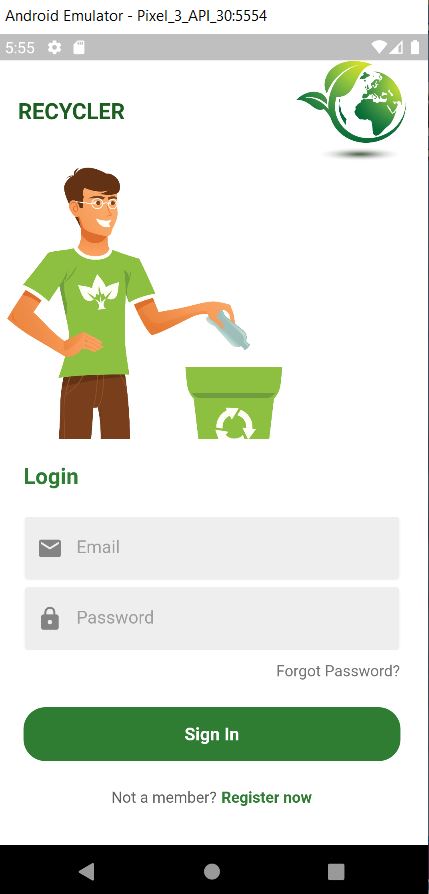 Android Emulator - Pixel_3_API_30:5554
5:55
RECYCLER
Login
Email
Password
Forgot Password?
Sign In
Not a member? Register now